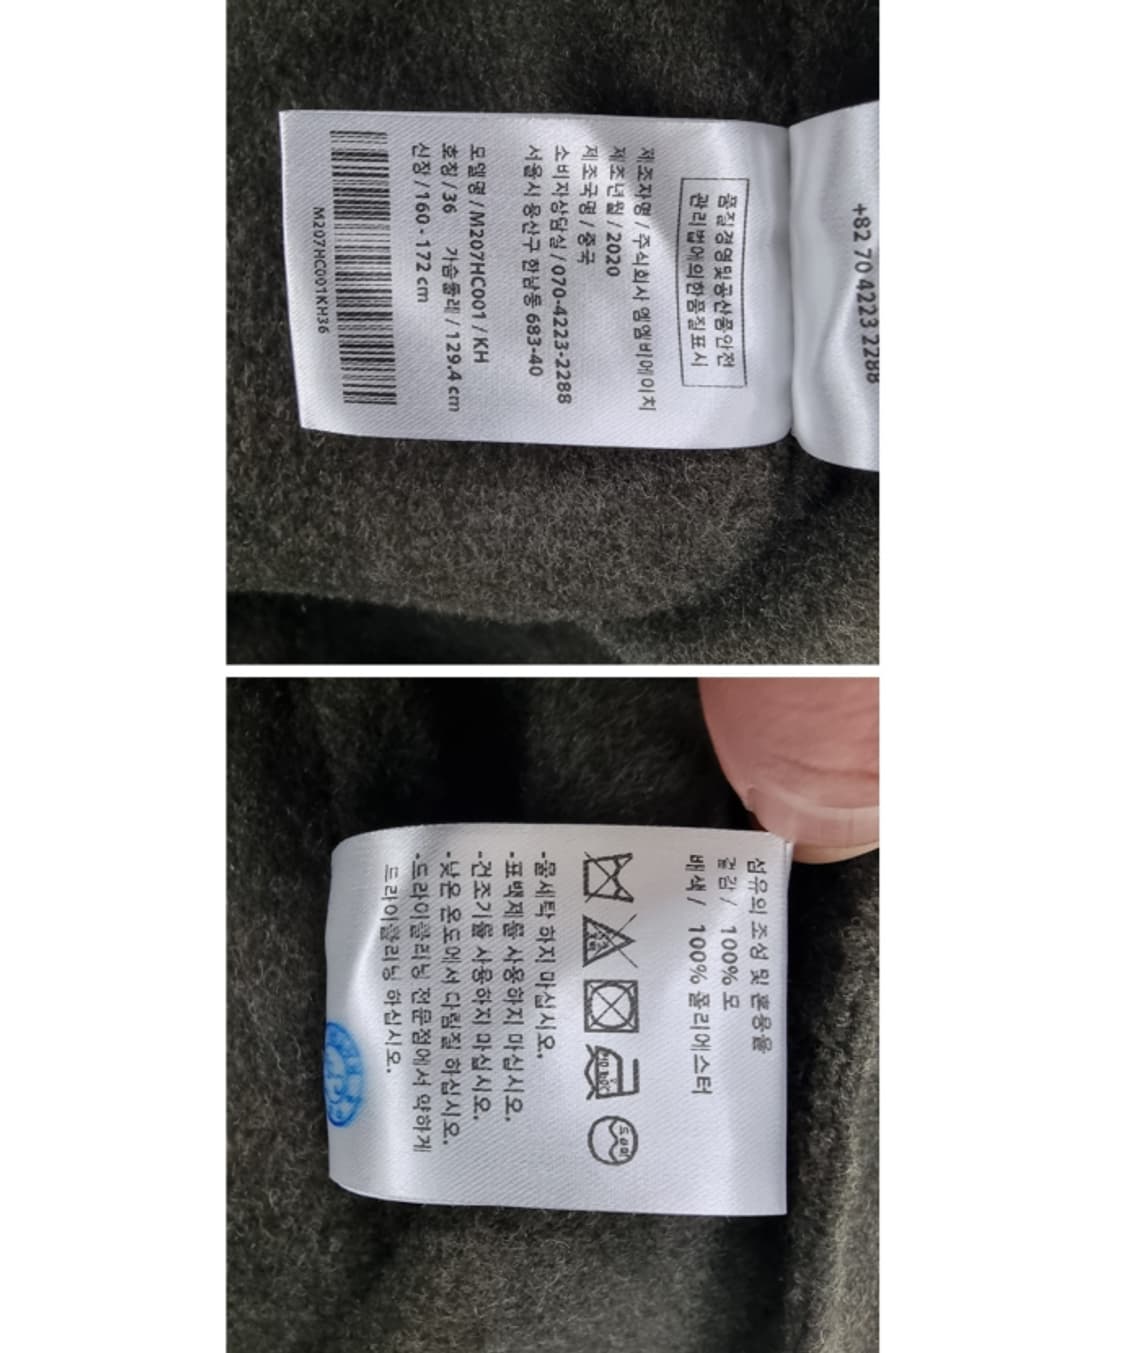 +82 70 4223 2288
품질경영및공산품안전
관리법에의한품질표시
제조자명 / 주식회사 엠엠비에이치
제조년월 / 2020
제조국명 / 중국
소비자상담실 / 070-4223-2288
서울시 용산구 한남동 683-40
모델명 / M207HC001 / KH
호칭 / 36 가슴둘레 / 129.4 cm
신장 / 160 - 172 cm
M207HC001KH36
섬유의 조성 및 혼용율
겉감 / 100% 모
배색 / 100% 폴리에스터
·물세탁 하지 마십시오.
·표백제를 사용하지 마십시오.
·건조기를 사용하지 마십시오.
·낮은 온도에서 다림질 하십시오.
·드라이클리닝 전문점에서 약하게
드라이클리닝 하십시오.